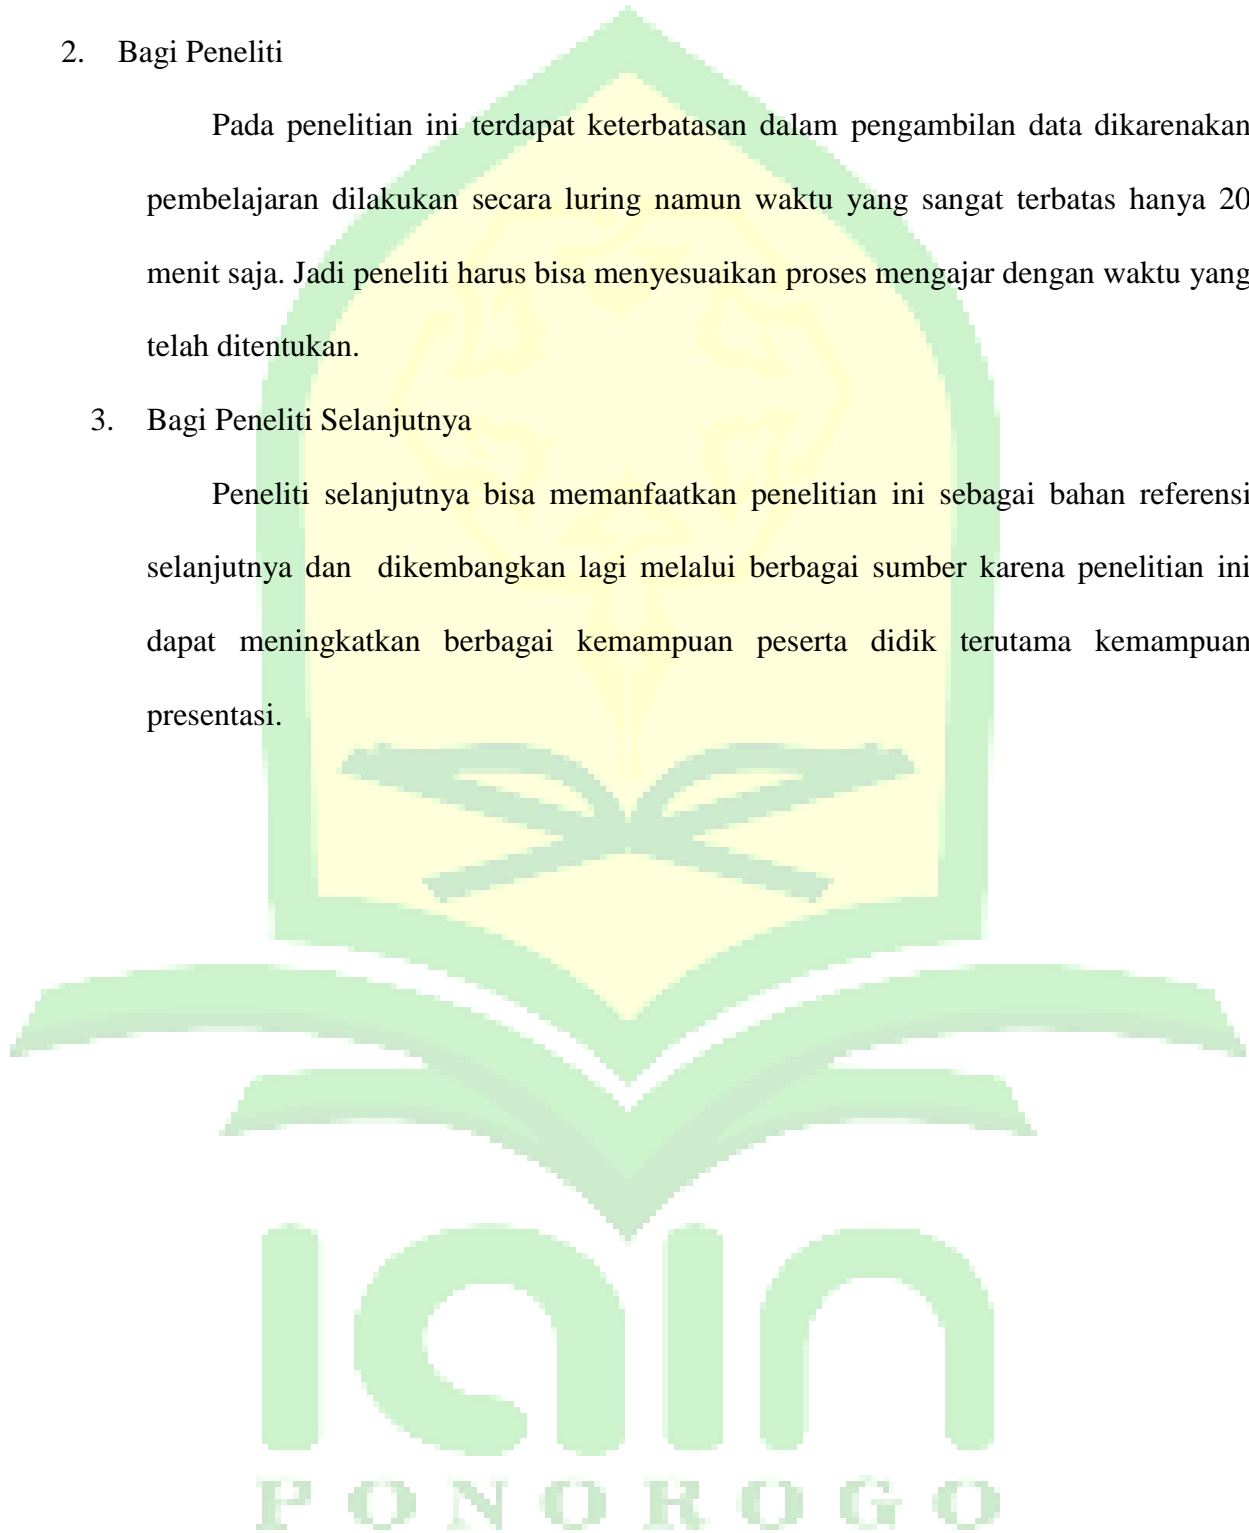 2. Bagi Peneliti
Pada penelitian ini terdapat keterbatasan dalam pengambilan data dikarenakan
pembelajaran dilakukan secara luring namun waktu yang sangat terbatas hanya 20
menit saja. Jadi peneliti harus bisa menyesuaikan proses mengajar dengan waktu yang
telah ditentukan.
3. Bagi Peneliti Selanjutnya
Peneliti selanjutnya bisa memanfaatkan penelitian ini sebagai bahan referensi
selanjutnya dan dikembangkan lagi melalui berbagai sumber karena penelitian ini
dapat meningkatkan berbagai kemampuan peserta didik terutama kemampuan
presentasi.
iain
PONOROGO